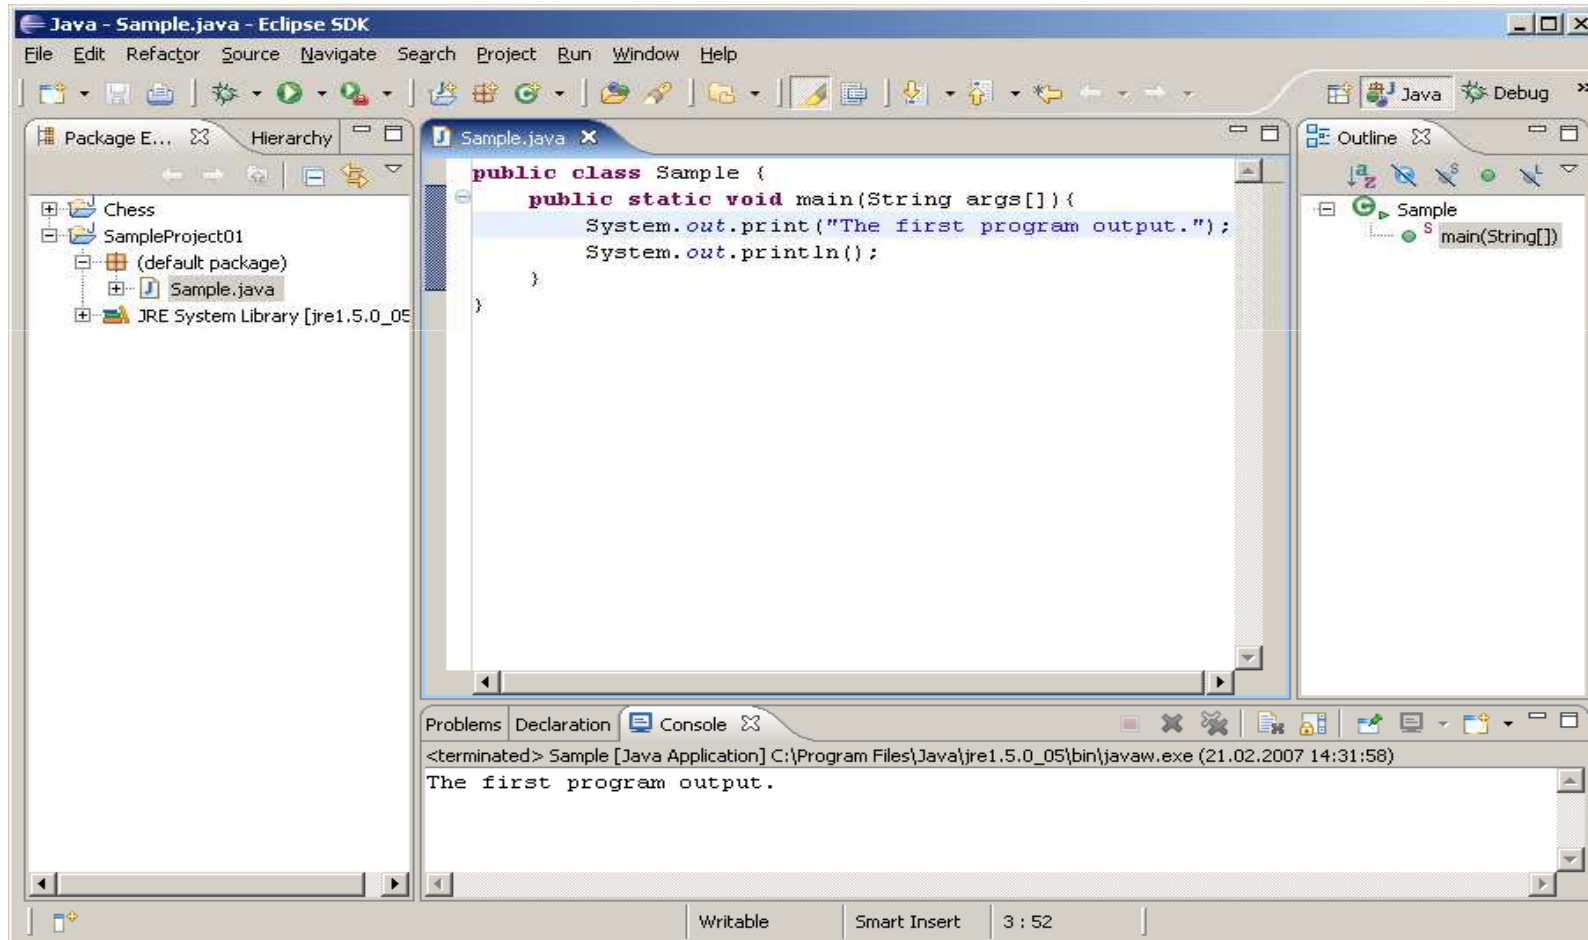 Java - Sample.java - Eclipse SDK
File Edit Refactor Source Navigate Search Project Run Window Help
Java Debug
Package E... Hierarchy
Chess
SampleProject01
(default package)
Sample.java
JRE System Library [jre1.5.0_05
Sample.java
public class Sample {
public static void main(String args[]){
System.out.print("The first program output.");
System.out.println();
}
}
Outline
Sample
main(String[])
Problems Declaration Console
<terminated> Sample [Java Application] C:\Program Files\Java\jre1.5.0_05\bin\javaw.exe (21.02.2007 14:31:58)
The first program output.
Writable Smart Insert 3 : 52